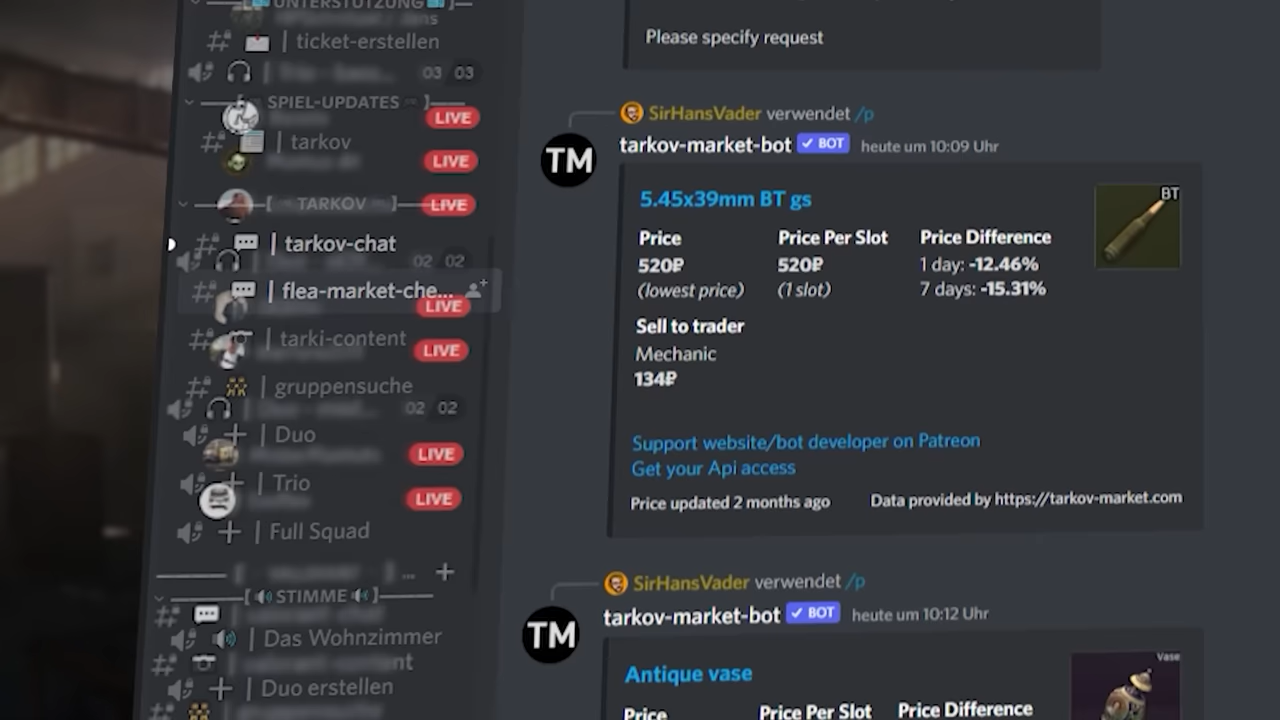 UNTERSTÜTZUNG
| ticket-erstellen
03 03
[ SPIEL-UPDATES ]
LIVE
| tarkov
LIVE
[ TARKOV ]
LIVE
| tarkov-chat
02 02
| flea-market-che...
LIVE
| tarki-content
LIVE
| gruppensuche
02 02
| Duo
LIVE
| Trio
LIVE
| Full Squad
[ STIMME ]
| Das Wohnzimmer
| Duo erstellen
Please specify request
SirHansVader verwendet /p
TM
tarkov-market-bot ✓ BOT heute um 10:09 Uhr
5.45x39mm BT gs
BT
Price Price Per Slot Price Difference
520₽ 520₽ 1 day: -12.46%
(lowest price) (1 slot) 7 days: -15.31%
Sell to trader
Mechanic
134₽
Support website/bot developer on Patreon
Get your Api access
Price updated 2 months ago Data provided by https://tarkov-market.com
SirHansVader verwendet /p
TM
tarkov-market-bot ✓ BOT heute um 10:12 Uhr
Antique vase
Vase
Price Price Per Slot Price Difference